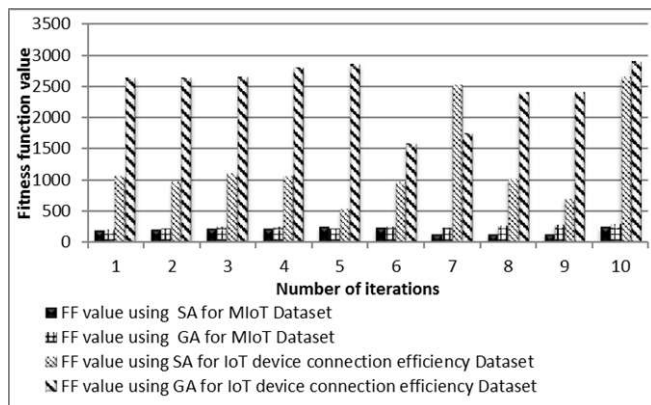 3500
3000
2500
2000
1500
1000
500
0
Fitness function value
1 2 3 4 5 6 7 8 9 10
Number of iterations
FF value using SA for MIoT Dataset
FF value using GA for MIoT Dataset
FF value using SA for IoT device connection efficiency Dataset
FF value using GA for IoT device connection efficiency Dataset